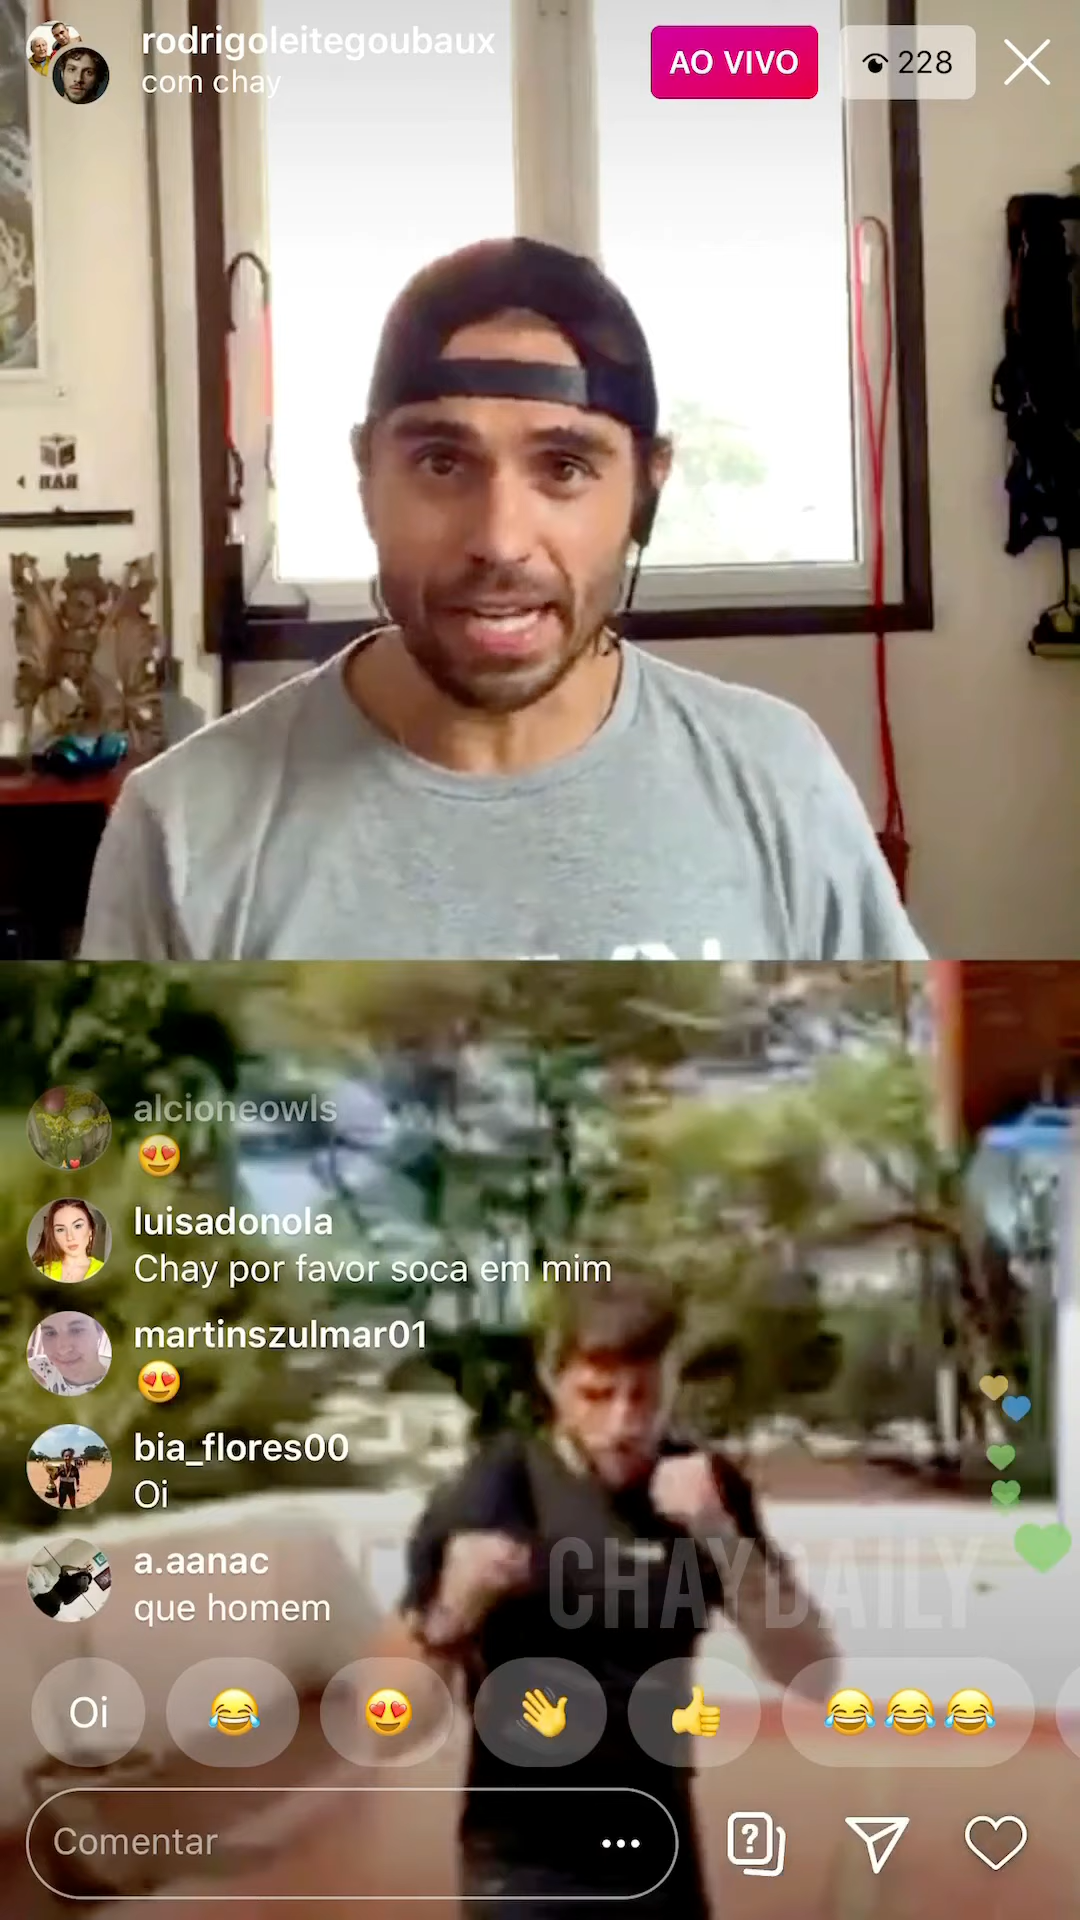 rodrigoleitegoubaux
com chay
AO VIVO
228
alcioneowls
😍
luisadonola
Chay por favor soca em mim
martinszulmar01
😍
bia_flores00
Oi
a.aanac
que homem
CHAYDAILY
Oi 😂 😍 👋 👍 😂😂😂
Comentar